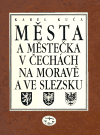 KAREL KUČA
MĚSTA
A MĚSTEČKA
V ČECHÁCH
NA MORAVĚ
A VE SLEZSKU